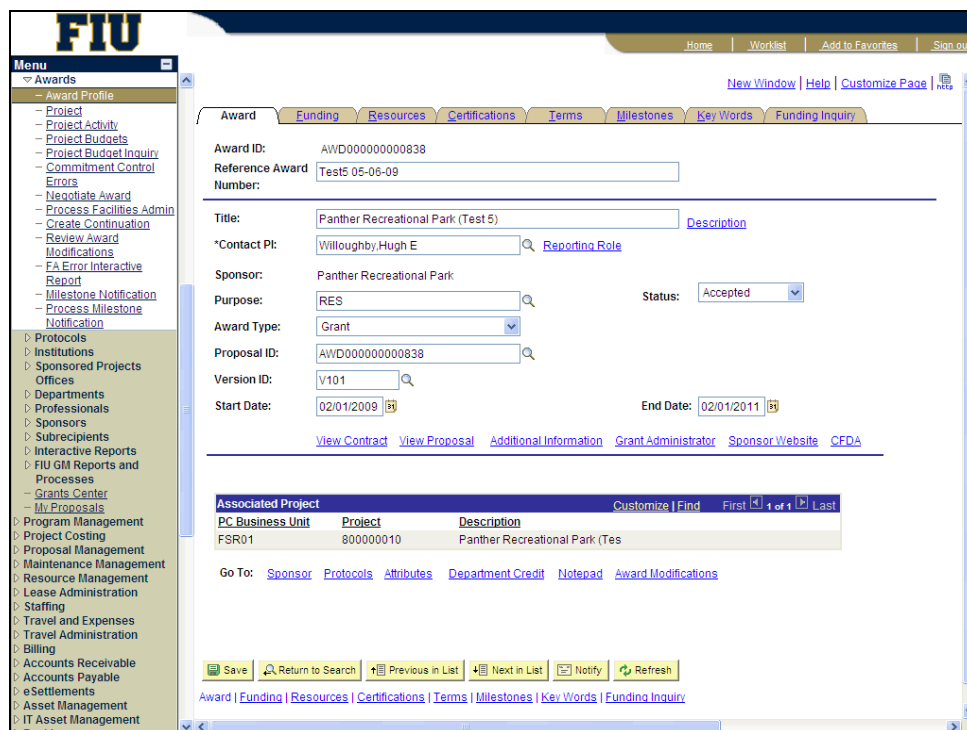 FIU
Home Worklist Add to Favorites Sign ou
Menu
Awards
Award Profile
Project
Project Activity
Project Budgets
Project Budget Inquiry
Commitment Control
Errors
Negotiate Award
Process Facilities Admin
Create Continuation
Review Award
Modifications
FA Error Interactive
Report
Milestone Notification
Process Milestone
Notification
Protocols
Institutions
Sponsored Projects
Offices
Departments
Professionals
Sponsors
Subrecipients
Interactive Reports
FIU GM Reports and
Processes
Grants Center
My Proposals
Program Management
Project Costing
Proposal Management
Maintenance Management
Resource Management
Lease Administration
Staffing
Travel and Expenses
Travel Administration
Billing
Accounts Receivable
Accounts Payable
eSettlements
Asset Management
IT Asset Management
New Window | Help | Customize Page | http
Award Funding Resources Certifications Terms Milestones Key Words Funding Inquiry
Award ID: AWD000000000838
Reference Award Number: Test5 05-06-09
Title: Panther Recreational Park (Test 5) Description
*Contact PI: Willoughby,Hugh E Reporting Role
Sponsor: Panther Recreational Park
Purpose: RES Status: Accepted
Award Type: Grant
Proposal ID: AWD000000000838
Version ID: V101
Start Date: 02/01/2009 End Date: 02/01/2011
View Contract View Proposal Additional Information Grant Administrator Sponsor Website CFDA
Associated Project Customize | Find First 1 of 1 Last
PC Business Unit Project Description
FSR01 800000010 Panther Recreational Park (Tes
Go To: Sponsor Protocols Attributes Department Credit Notepad Award Modifications
Save Return to Search Previous in List Next in List Notify Refresh
Award | Funding | Resources | Certifications | Terms | Milestones | Key Words | Funding Inquiry